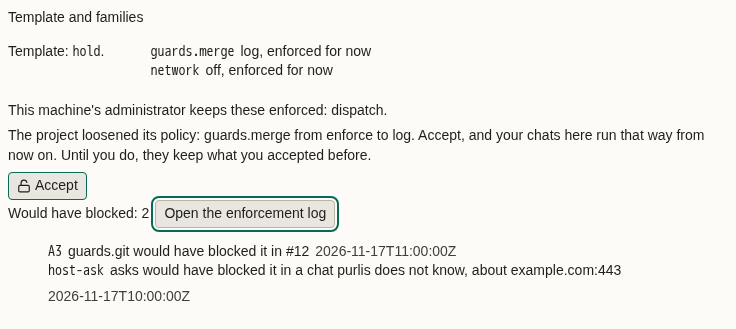 Template and families
Template: hold.
guards.merge log, enforced for now
network off, enforced for now
This machine's administrator keeps these enforced: dispatch.
The project loosened its policy: guards.merge from enforce to log. Accept, and your chats here run that way from
now on. Until you do, they keep what you accepted before.
Accept
Would have blocked: 2 Open the enforcement log
A3 guards.git would have blocked it in #12 2026-11-17T11:00:00Z
host-ask asks would have blocked it in a chat purlis does not know, about example.com:443
2026-11-17T10:00:00Z